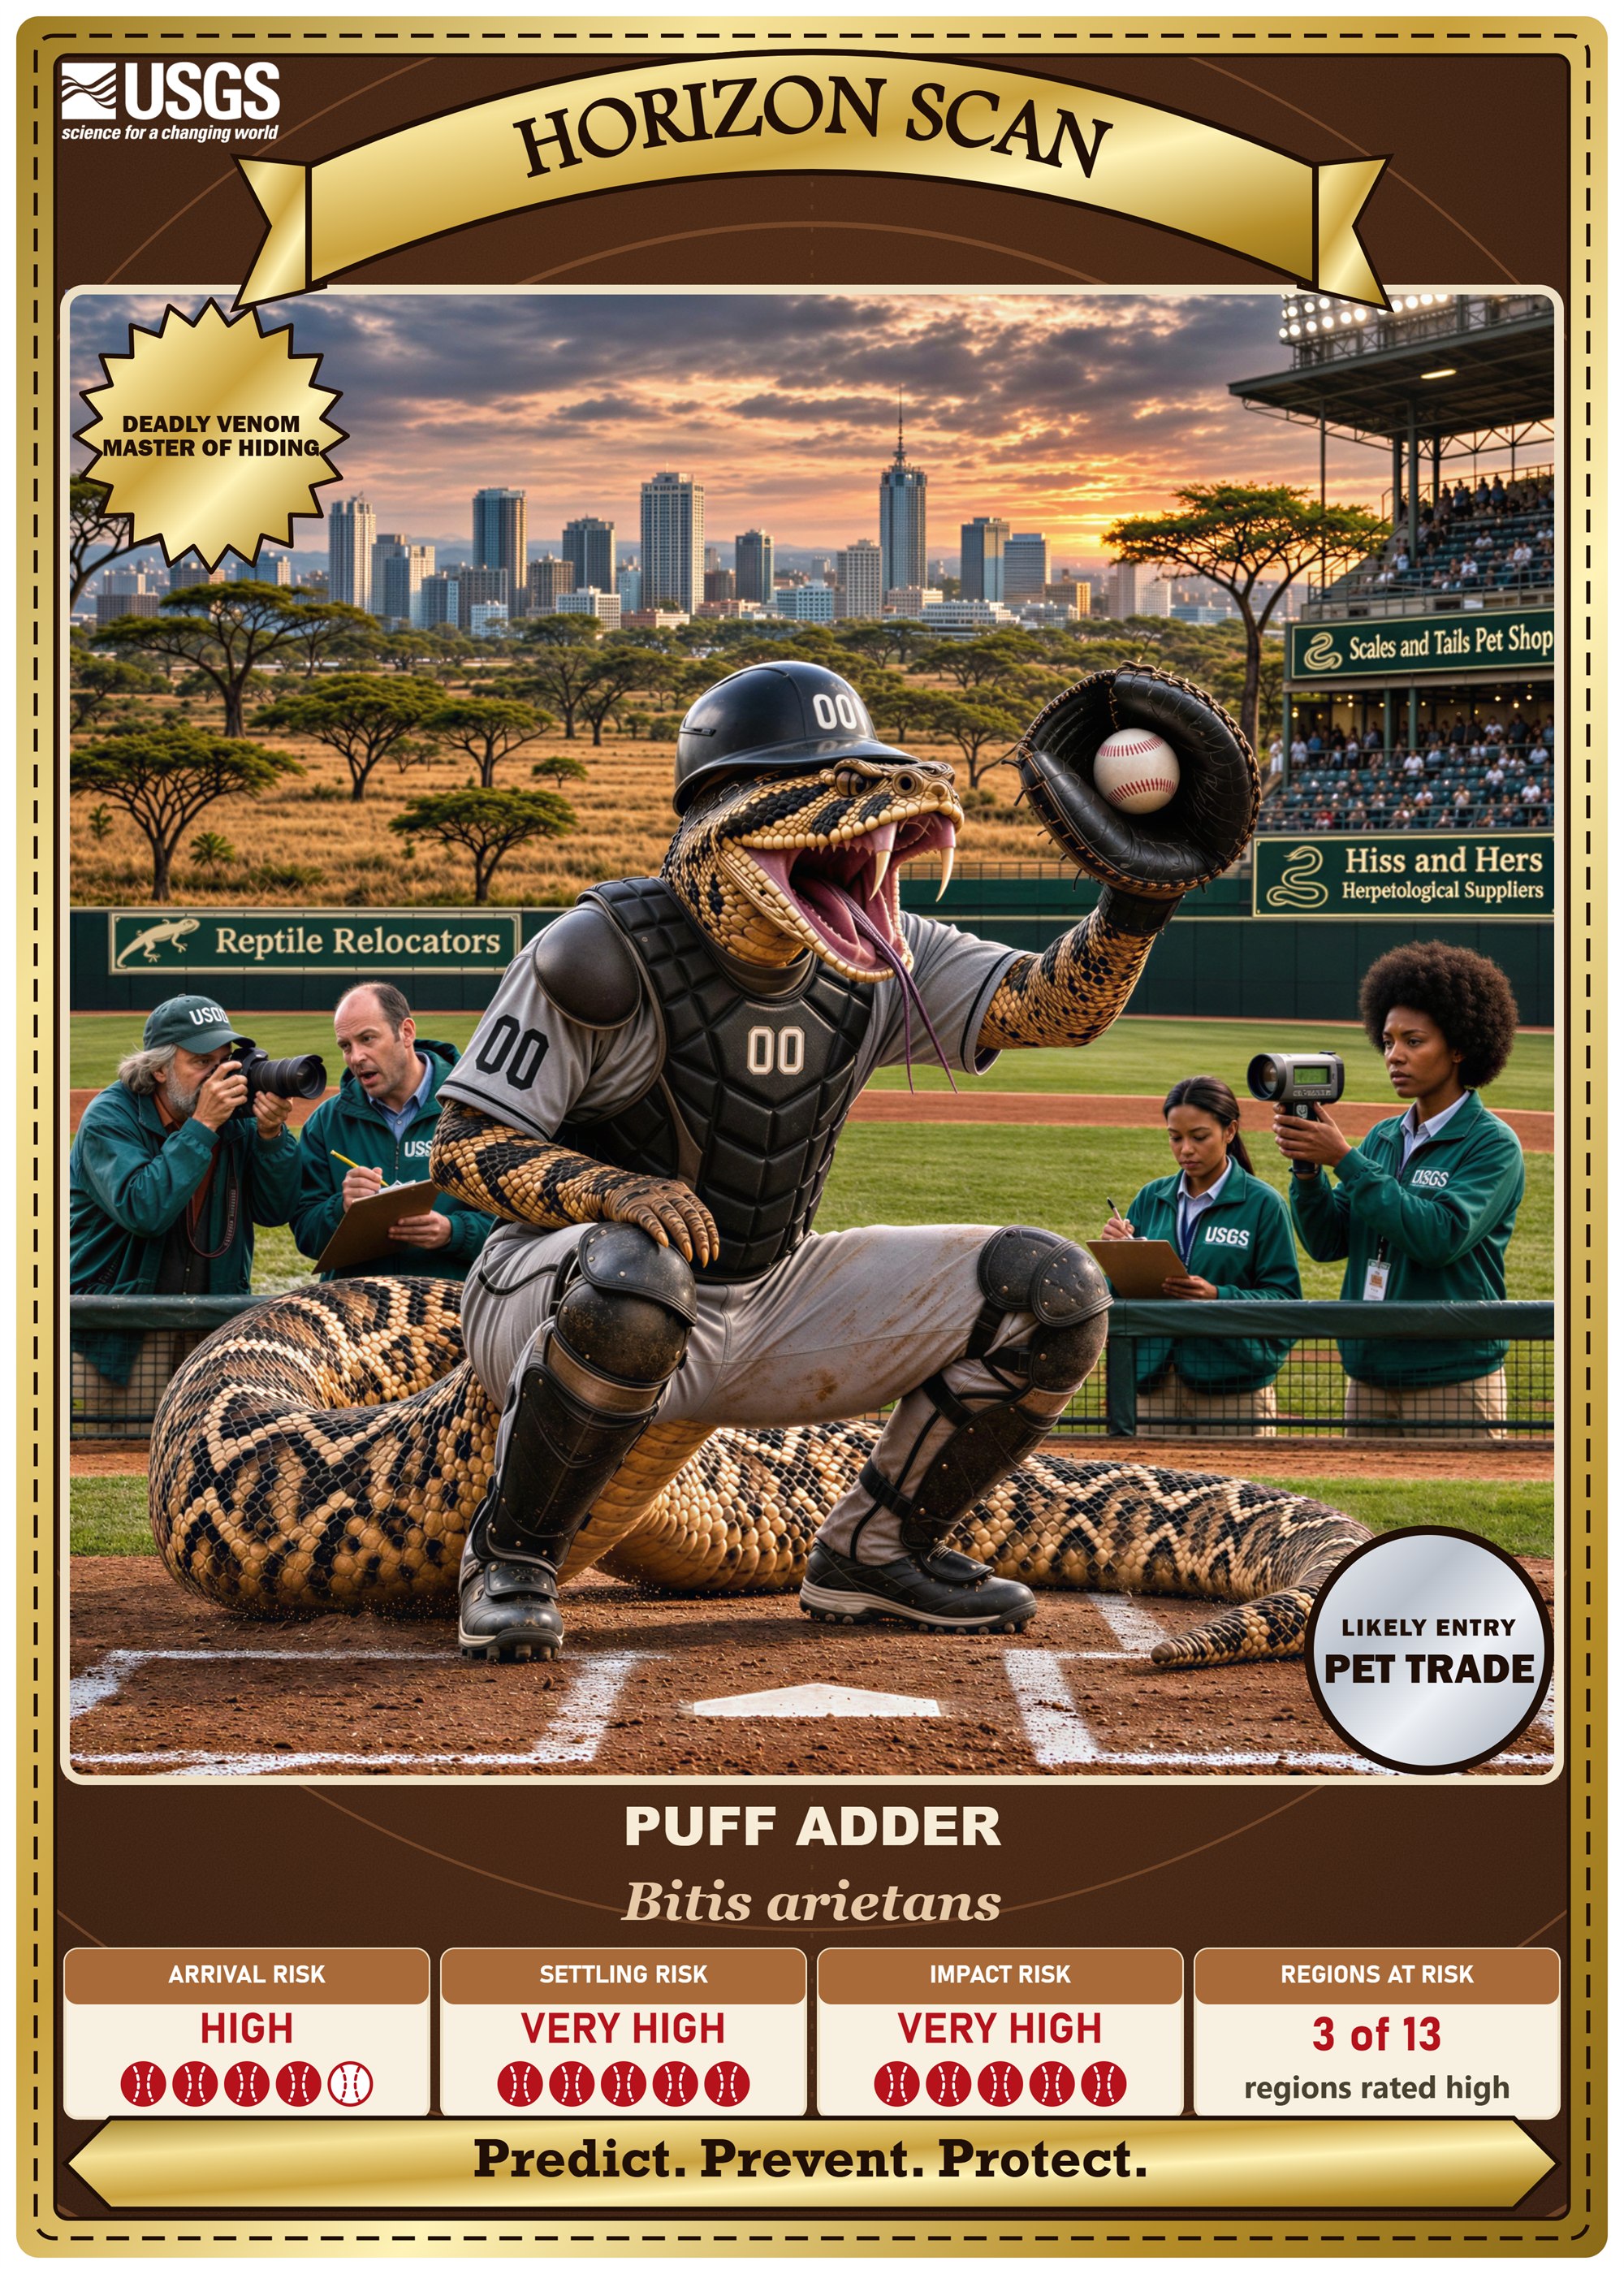 USGS
science for a changing world
HORIZON SCAN
DEADLY VENOM
MASTER OF HIDING
Scales and Tails Pet Shop
00
Hiss and Hers
Herpetological Suppliers
Reptile Relocators
00
00
USGS
USGS
LIKELY ENTRY
PET TRADE
PUFF ADDER
Bitis arietans
ARRIVAL RISK
HIGH
SETTLING RISK
VERY HIGH
IMPACT RISK
VERY HIGH
REGIONS AT RISK
3 of 13
regions rated high
Predict. Prevent. Protect.